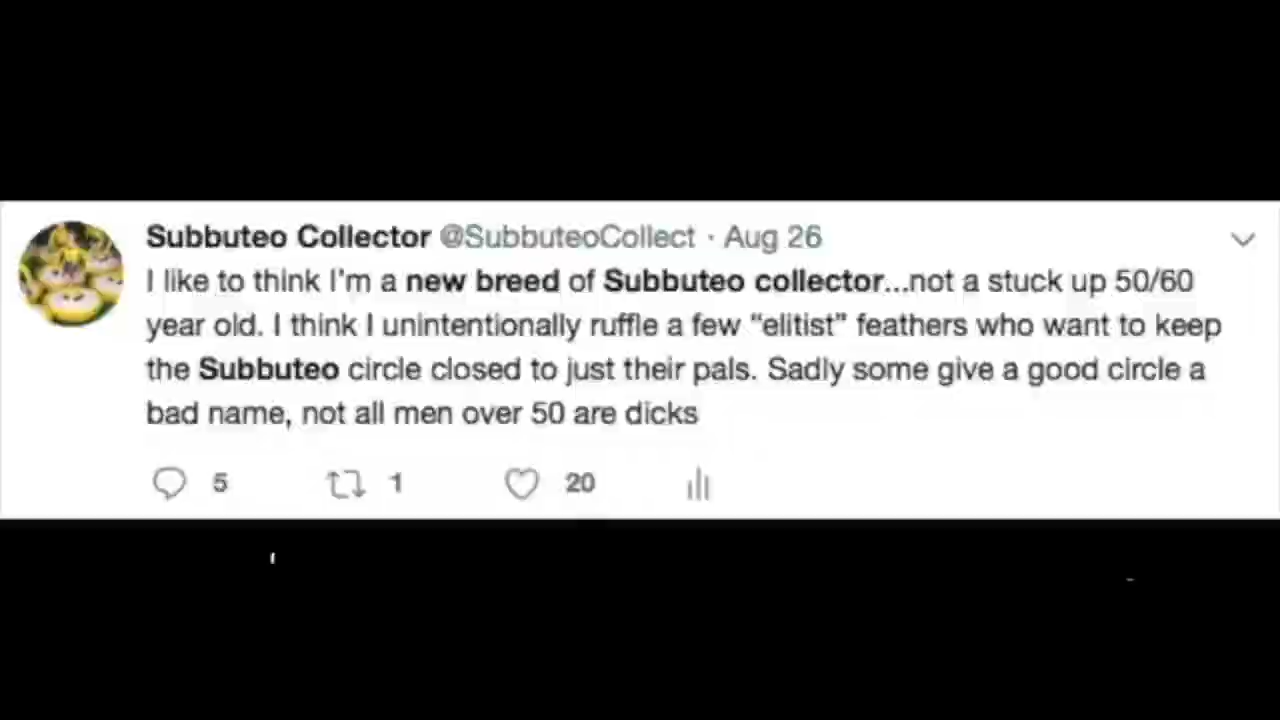 Subbuteo Collector @SubbuteoCollect · Aug 26
I like to think I'm a new breed of Subbuteo collector...not a stuck up 50/60
year old. I think I unintentionally ruffle a few “elitist” feathers who want to keep
the Subbuteo circle closed to just their pals. Sadly some give a good circle a
bad name, not all men over 50 are dicks
5 1 20